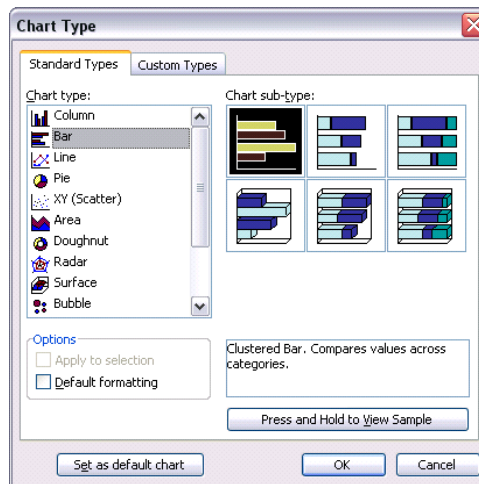 Chart Type
Standard Types
Custom Types
Chart type:
Column
Bar
Line
Pie
XY (Scatter)
Area
Doughnut
Radar
Surface
Bubble
Chart sub-type:
Options
Apply to selection
Default formatting
Clustered Bar. Compares values across
categories.
Press and Hold to View Sample
Set as default chart
OK
Cancel